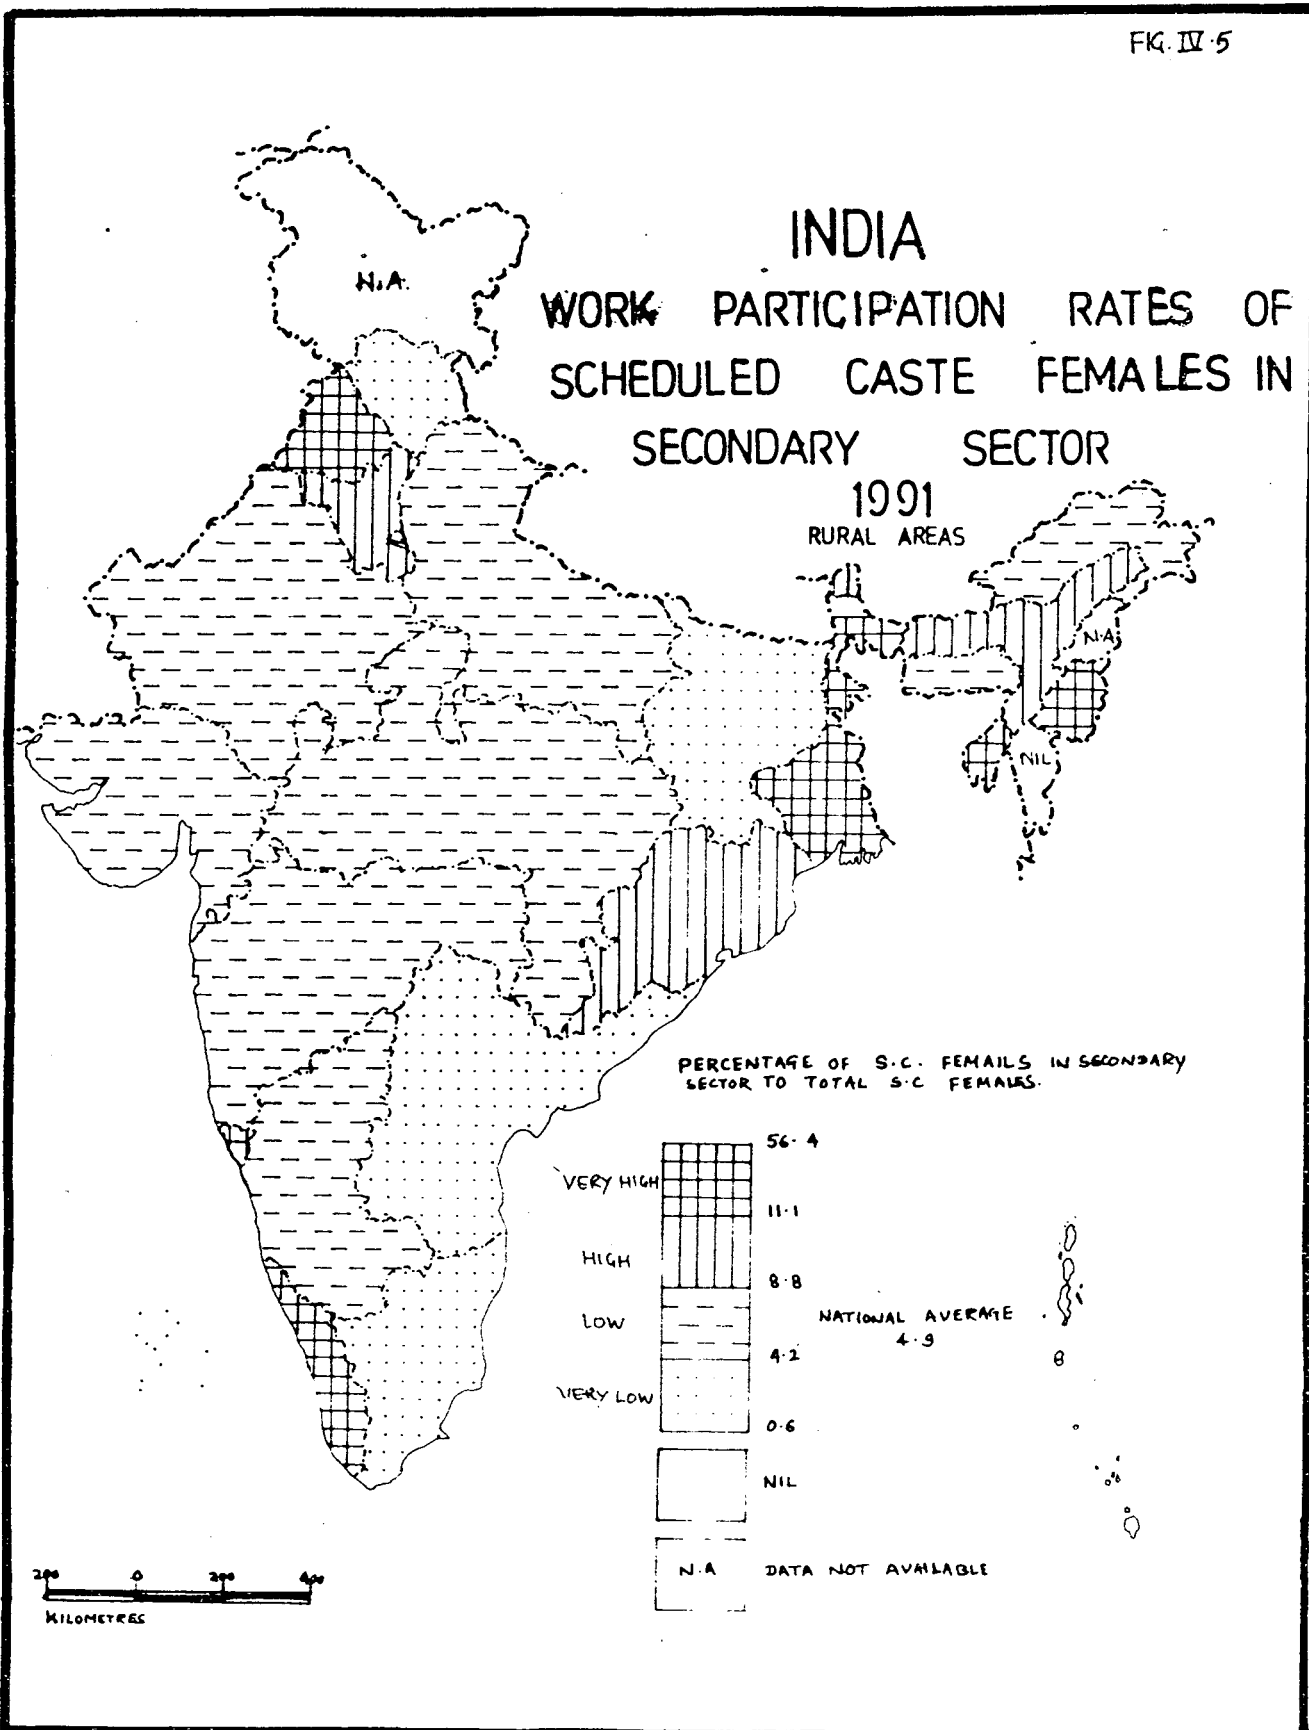 FIG. IV.5
INDIA
WORK PARTICIPATION RATES OF
SCHEDULED CASTE FEMALES IN
SECONDARY SECTOR
1991
RURAL AREAS
N.A.
N.A
NIL
PERCENTAGE OF S.C. FEMAILS IN SECONDARY
SECTOR TO TOTAL S.C FEMALES.
56.4
VERY HIGH
11.1
HIGH
8.8
LOW
NATIONAL AVERAGE
4.9
4.2
VERY LOW
0.6
NIL
N.A DATA NOT AVAILABLE
200 0 200 400
KILOMETRES